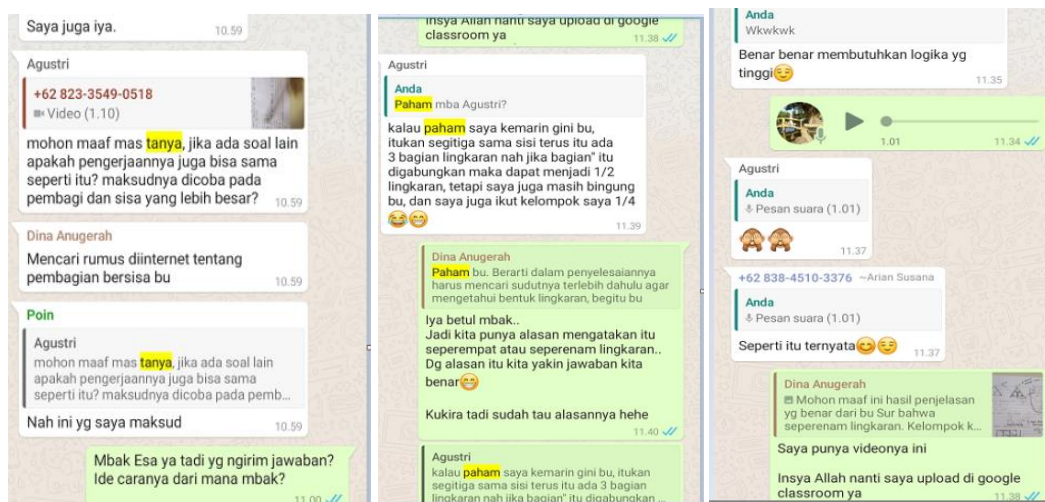 Saya juga iya.
10.59
Agustri
+62 823-3549-0518
Video (1.10)
mohon maaf mas tanya, jika ada soal lain
apakah pengerjaannya juga bisa sama
seperti itu? maksudnya dicoba pada
pembagi dan sisa yang lebih besar?
10.59
Dina Anugerah
Mencari rumus diinternet tentang
pembagian bersisa bu
10.59
Poin
Agustri
mohon maaf mas tanya, jika ada soal lain
apakah pengerjaannya juga bisa sama
seperti itu? maksudnya dicoba pada pemb...
Nah ini yg saya maksud
10.59
Mbak Esa ya tadi yg ngirim jawaban?
Ide caranya dari mana mbak?
11.00
Insya Allah nanti saya upload di google
classroom ya
11.38
Agustri
Anda
Paham mba Agustri?
kalau paham saya kemarin gini bu,
itukan segitiga sama sisi terus itu ada
3 bagian lingkaran nah jika bagian" itu
digabungkan maka dapat menjadi 1/2
lingkaran, tetapi saya juga masih bingung
bu, dan saya juga ikut kelompok saya 1/4
11.39
Dina Anugerah
Paham bu. Berarti dalam penyelesaiannya
harus mencari sudutnya terlebih dahulu agar
mengetahui bentuk lingkaran, begitu bu
Iya betul mbak..
Jadi kita punya alasan mengatakan itu
seperempat atau seperenam lingkaran..
Dg alasan itu kita yakin jawaban kita
benar
Kukira tadi sudah tau alasannya hehe
11.40
Agustri
kalau paham saya kemarin gini bu, itukan
segitiga sama sisi terus itu ada 3 bagian
lingkaran nah jika bagian" itu digabungkan ...
Anda
Wkwkwk
Benar benar membutuhkan logika yg
tinggi
11.35
1.01
11.34
Agustri
Anda
Pesan suara (1.01)
11.37
+62 838-4510-3376 ~Arian Susana
Anda
Pesan suara (1.01)
Seperti itu ternyata
11.37
Dina Anugerah
Mohon maaf ini hasil penjelasan
yg benar dari bu Sur bahwa
seperenam lingkaran. Kelompok k...
Saya punya videonya ini
Insya Allah nanti saya upload di google
classroom ya
11.38